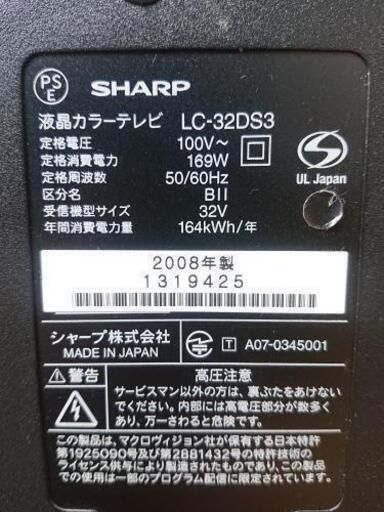 PS
E
SHARP
液晶カラーテレビ LC-32DS3
定格電圧 100V～
定格消費電力 169W
定格周波数 50/60Hz
区分名 BII
受信機型サイズ 32V
年間消費電力量 164kWh/年
S
UL Japan
2008年製
1319425
シャープ株式会社
MADE IN JAPAN
T A07-0345001
警告 高圧注意
サービスマン以外の方は、裏ぶたをあけない
でください。内部には高電圧部分が数多く
あり、万一さわると危険です。
この製品は、マクロヴィジョン社が保有する日本特許
第1925090号及び第2881432号の特許技術の
ライセンス供与により製造されたものであり、この技術
の使用は一部のプログラム配信に限定されています。